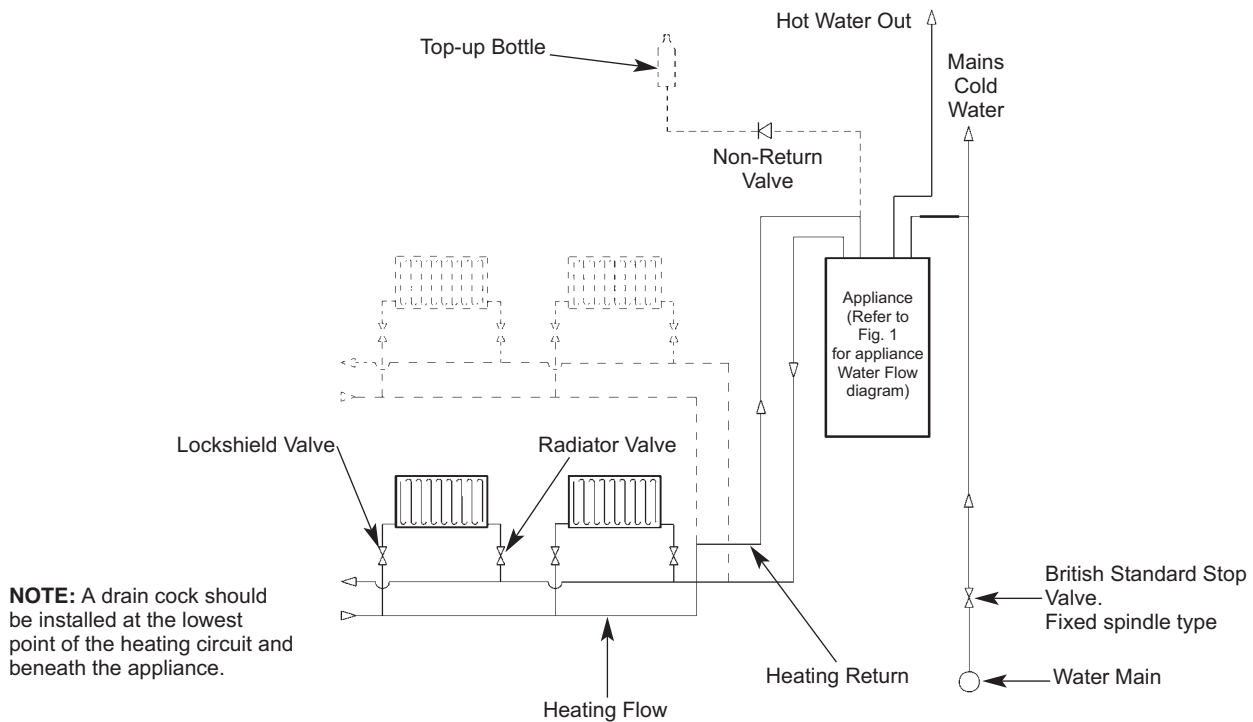 Hot Water Out
Top-up Bottle
Mains
Cold
Water
Non-Return
Valve
Appliance
(Refer to
Fig. 1
for appliance
Water Flow
diagram)
Lockshield Valve
Radiator Valve
NOTE: A drain cock should
be installed at the lowest
point of the heating circuit and
beneath the appliance.
British Standard Stop
Valve.
Fixed spindle type
Heating Return
Water Main
Heating Flow